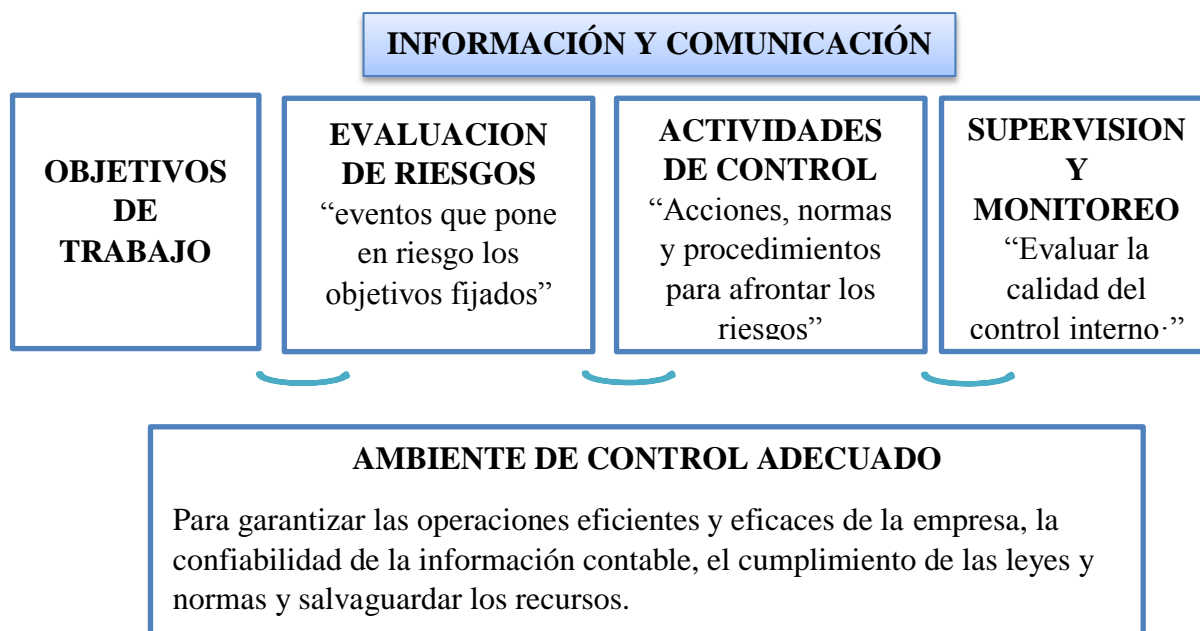 INFORMACIÓN Y COMUNICACIÓN
OBJETIVOS
DE
TRABAJO
EVALUACION
DE RIESGOS
“eventos que pone
en riesgo los
objetivos fijados”
ACTIVIDADES
DE CONTROL
“Acciones, normas
y procedimientos
para afrontar los
riesgos”
SUPERVISION
Y
MONITOREO
“Evaluar la
calidad del
control interno·”
AMBIENTE DE CONTROL ADECUADO
Para garantizar las operaciones eficientes y eficaces de la empresa, la
confiabilidad de la información contable, el cumplimiento de las leyes y
normas y salvaguardar los recursos.